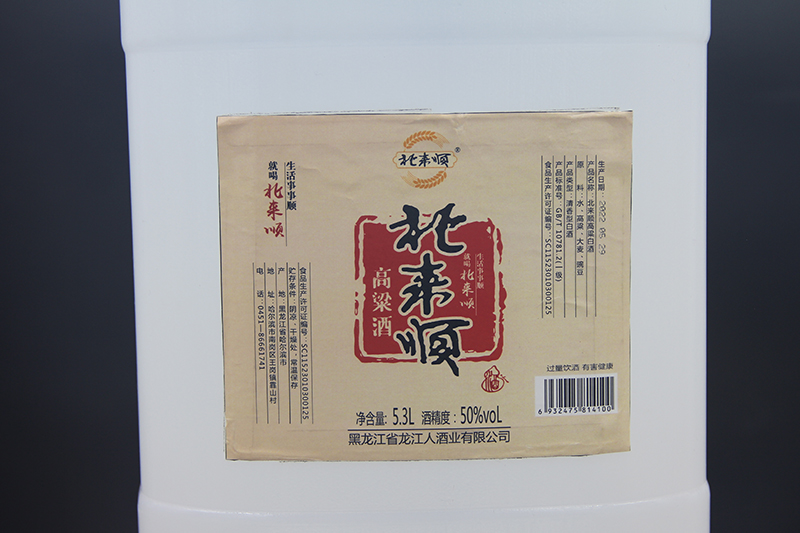 北来顺®
生活事事顺
就喝北来顺
北来顺
高粱酒
生活事事顺
就喝北来顺
生产日期：2022 05 29
产品名称：北来顺高粱白酒
原　料：水、高粱、大麦、豌豆
产品类型：清香型白酒
产品标准号：GB/T 10781.2(I级)
食品生产许可证编号：SC11523010300125
食品生产许可证编号：SC11523010300125
贮存条件：阴凉、干燥处、常温保存
产　地：黑龙江省哈尔滨市
地　址：哈尔滨市南岗区王岗镇靠山村
电　话：0451—86661741
过量饮酒 有害健康
6 932475 814100
净含量：5.3L 酒精度：50%voL
黑龙江省龙江人酒业有限公司